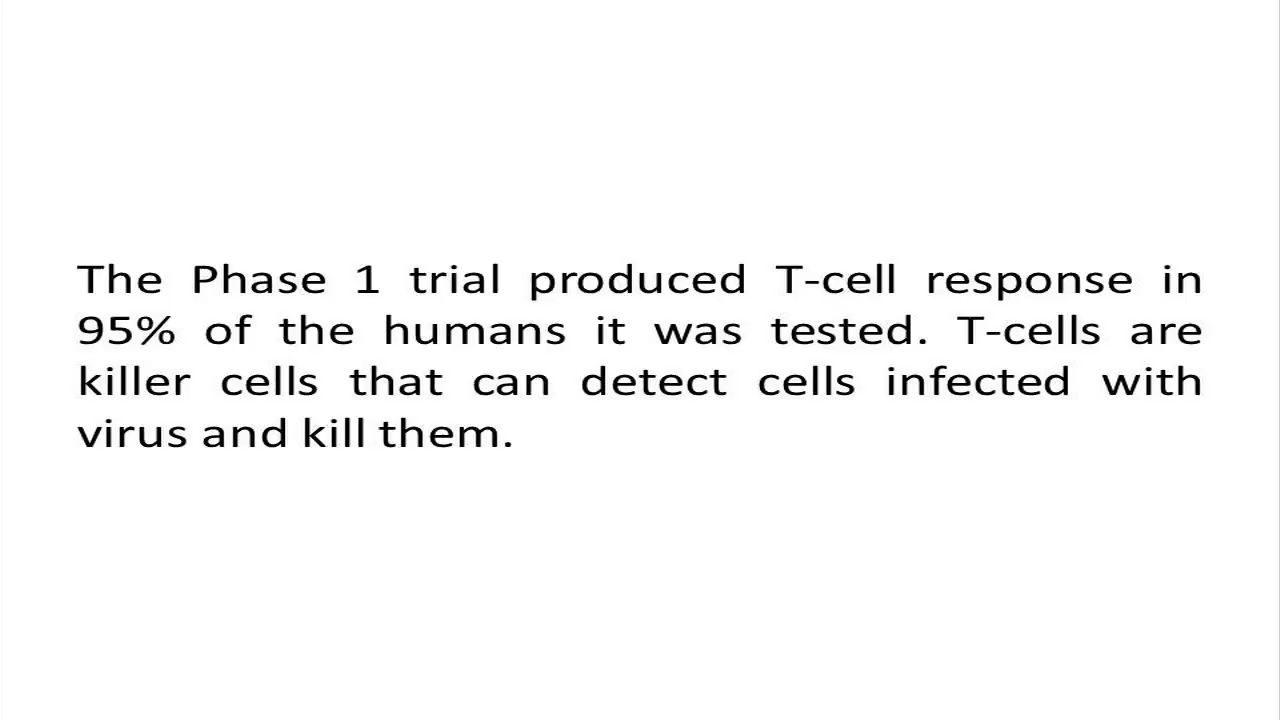 The Phase 1 trial produced T-cell response in
95% of the humans it was tested. T-cells are
killer cells that can detect cells infected with
virus and kill them.